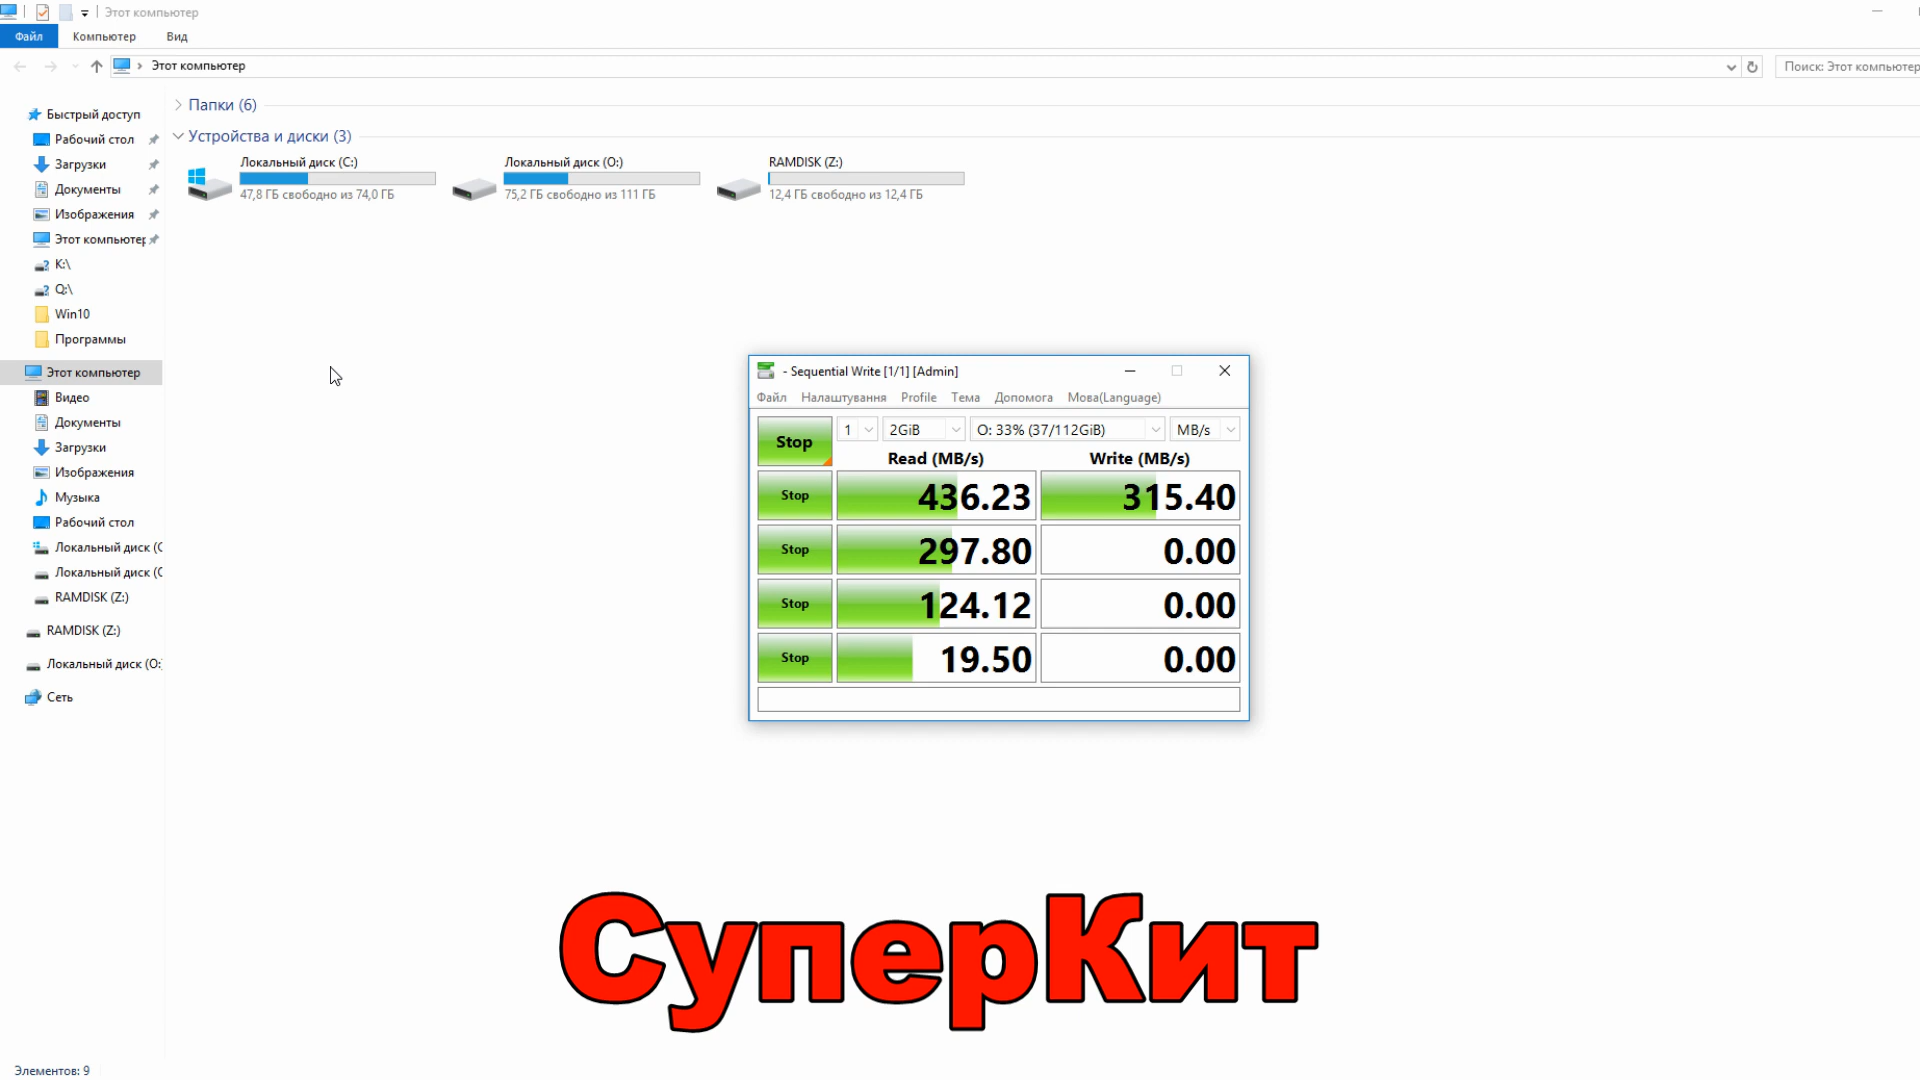 Этот компьютер
Файл
Компьютер
Вид
Этот компьютер
Поиск: Этот компьютер
Быстрый доступ
Рабочий стол
Загрузки
Документы
Изображения
Этот компьютер
K:\
Q:\
Win10
Программы
Этот компьютер
Видео
Документы
Загрузки
Изображения
Музыка
Рабочий стол
Локальный диск (C
Локальный диск (C
RAMDISK (Z:)
RAMDISK (Z:)
Локальный диск (O:
Сеть
Папки (6)
Устройства и диски (3)
Локальный диск (C:)
47,8 ГБ свободно из 74,0 ГБ
Локальный диск (O:)
75,2 ГБ свободно из 111 ГБ
RAMDISK (Z:)
12,4 ГБ свободно из 12,4 ГБ
- Sequential Write [1/1] [Admin]
Файл Налаштування Profile Тема Допомога Мова(Language)
Stop 1 2GiB O: 33% (37/112GiB) MB/s
Read (MB/s) Write (MB/s)
Stop 436.23 315.40
Stop 297.80 0.00
Stop 124.12 0.00
Stop 19.50 0.00
СуперКит
Элементов: 9